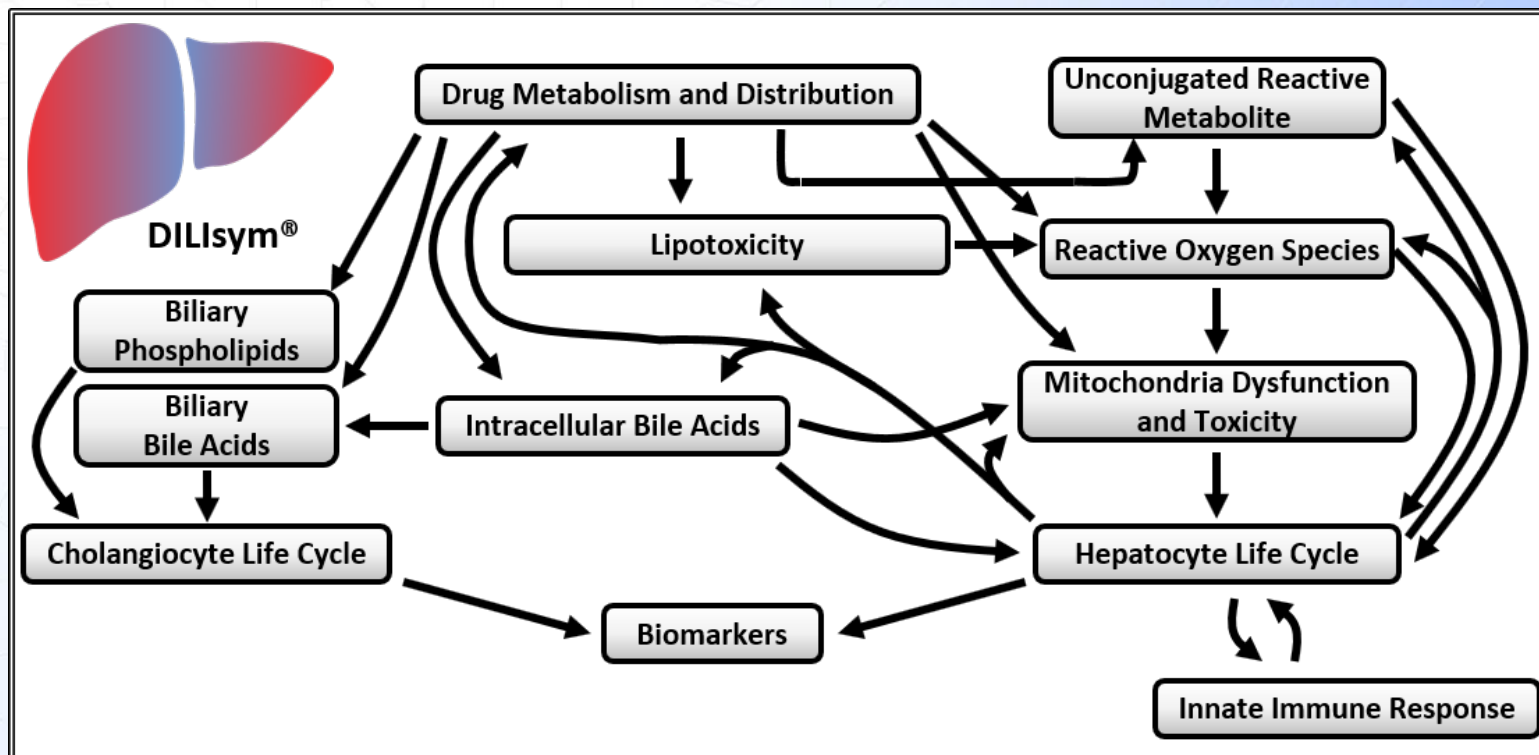 Drug Metabolism and Distribution
Unconjugated Reactive
Metabolite
DILIsym®
Lipotoxicity
Reactive Oxygen Species
Biliary
Phospholipids
Mitochondria Dysfunction
and Toxicity
Biliary
Bile Acids
Intracellular Bile Acids
Cholangiocyte Life Cycle
Hepatocyte Life Cycle
Biomarkers
Innate Immune Response